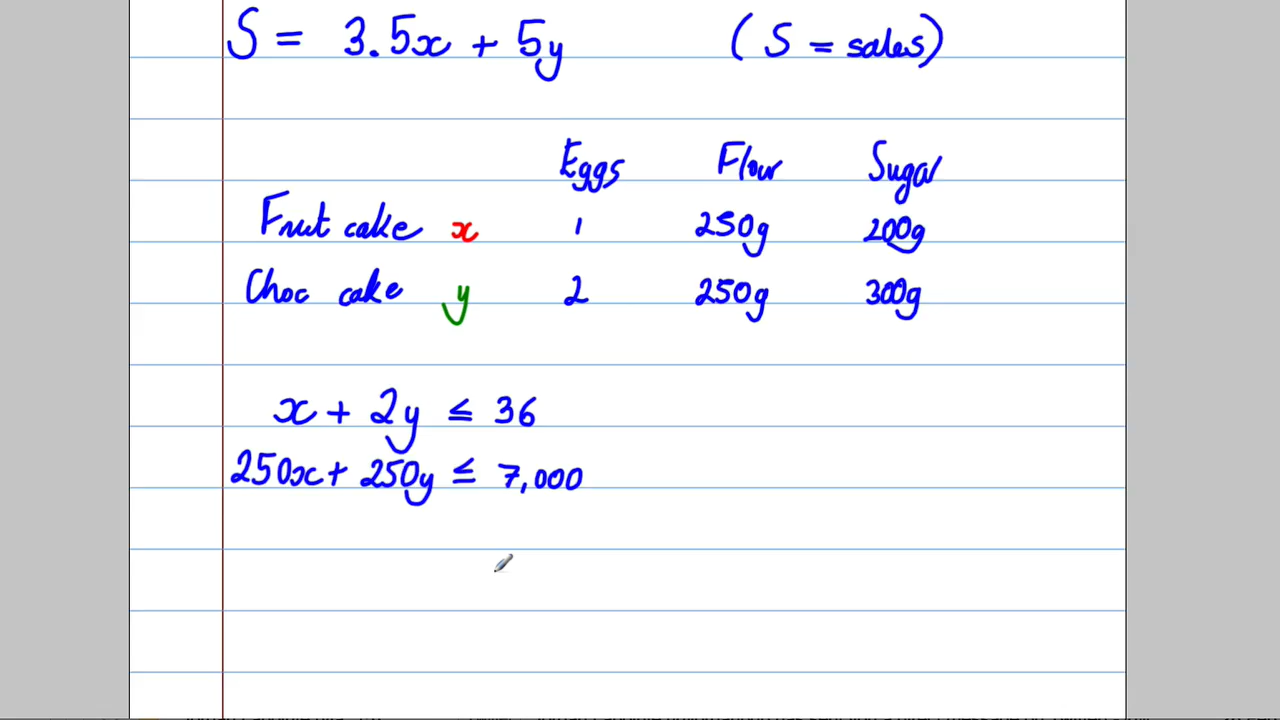 S = 3.5x + 5y (S = sales)
Eggs Flour Sugar
Fruit cake x 1 250g 200g
Choc cake y 2 250g 300g
x + 2y ≤ 36
250x + 250y ≤ 7,000